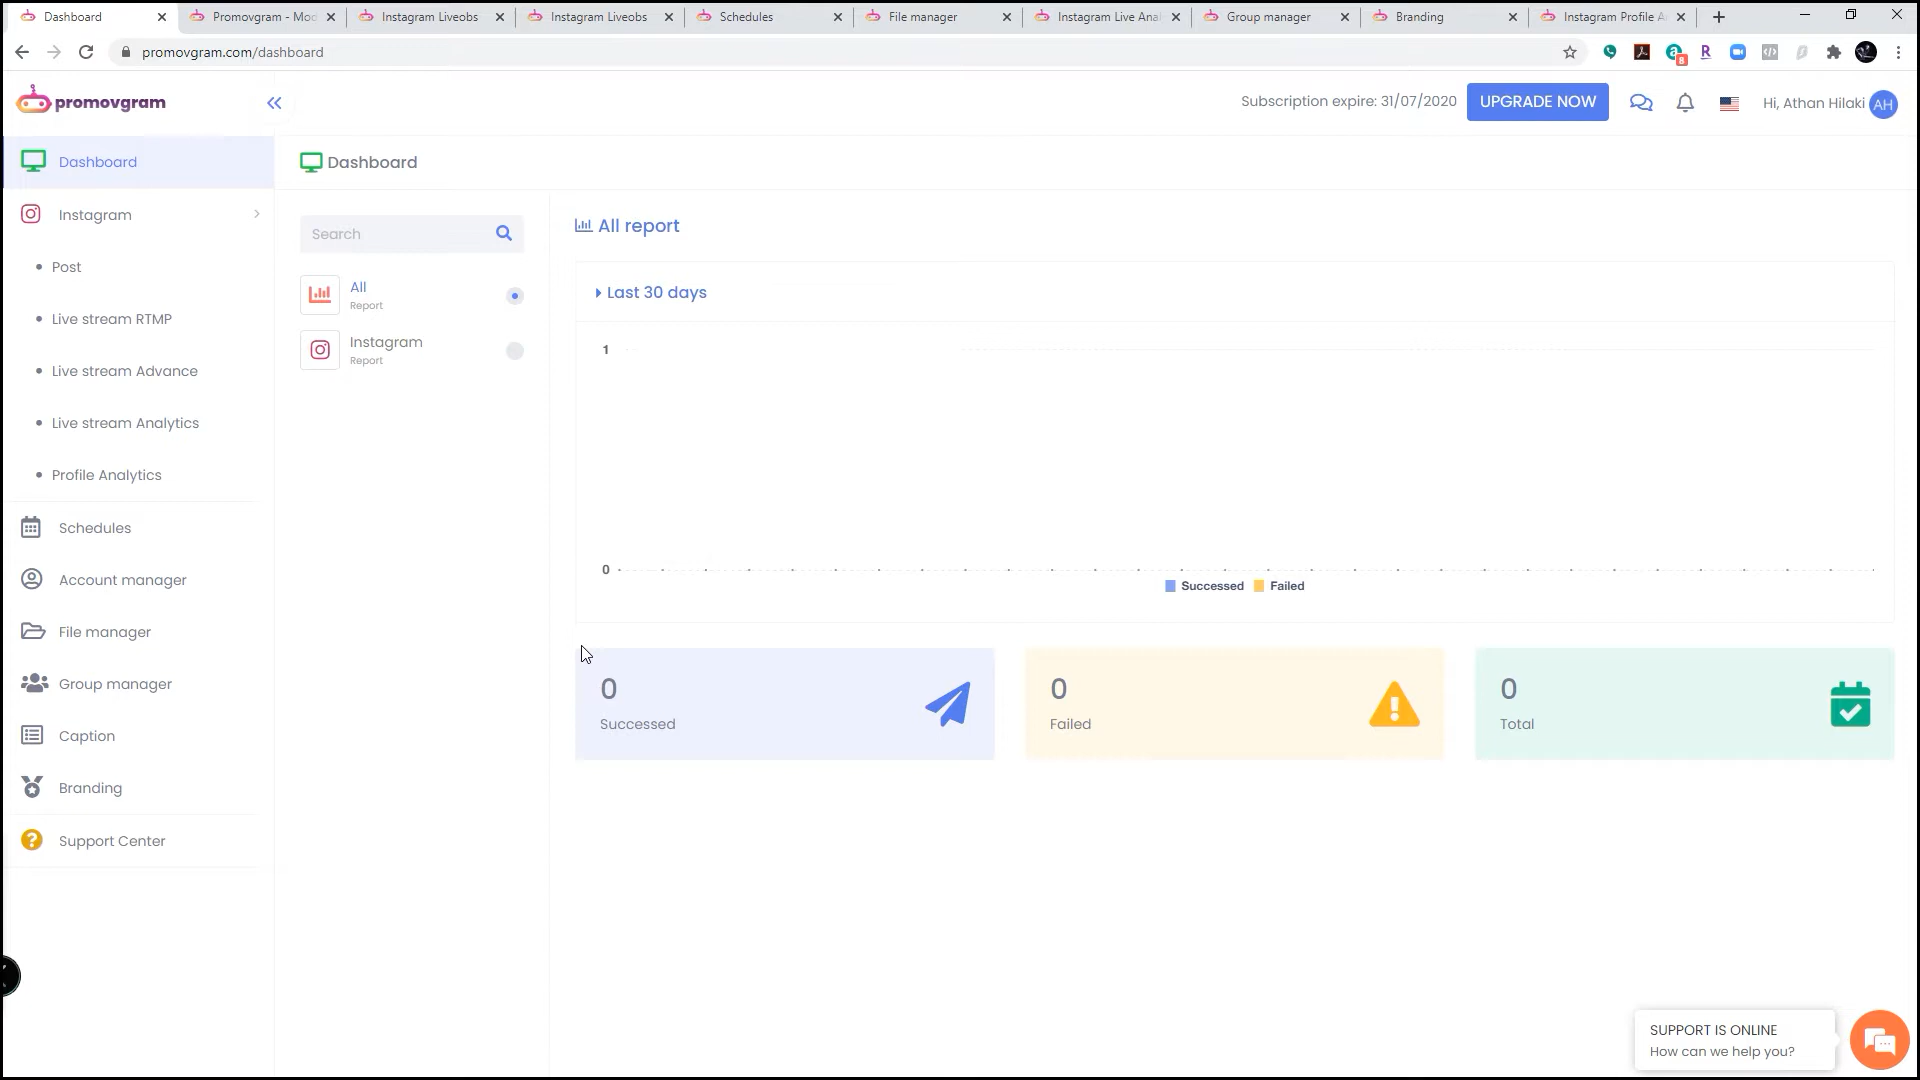 Dashboard
Promovgram - Mod
Instagram Liveobs
Instagram Liveobs
Schedules
File manager
Instagram Live Anal
Group manager
Branding
Instagram Profile A
promovgram.com/dashboard
8
R
promovgram
Subscription expire: 31/07/2020
UPGRADE NOW
Hi, Athan Hilaki
AH
Dashboard
Instagram
Post
Live stream RTMP
Live stream Advance
Live stream Analytics
Profile Analytics
Schedules
Account manager
File manager
Group manager
Caption
Branding
Support Center
Dashboard
Search
All
Report
Instagram
Report
All report
Last 30 days
1
0
Successed
Failed
0
Successed
0
Failed
0
Total
SUPPORT IS ONLINE
How can we help you?